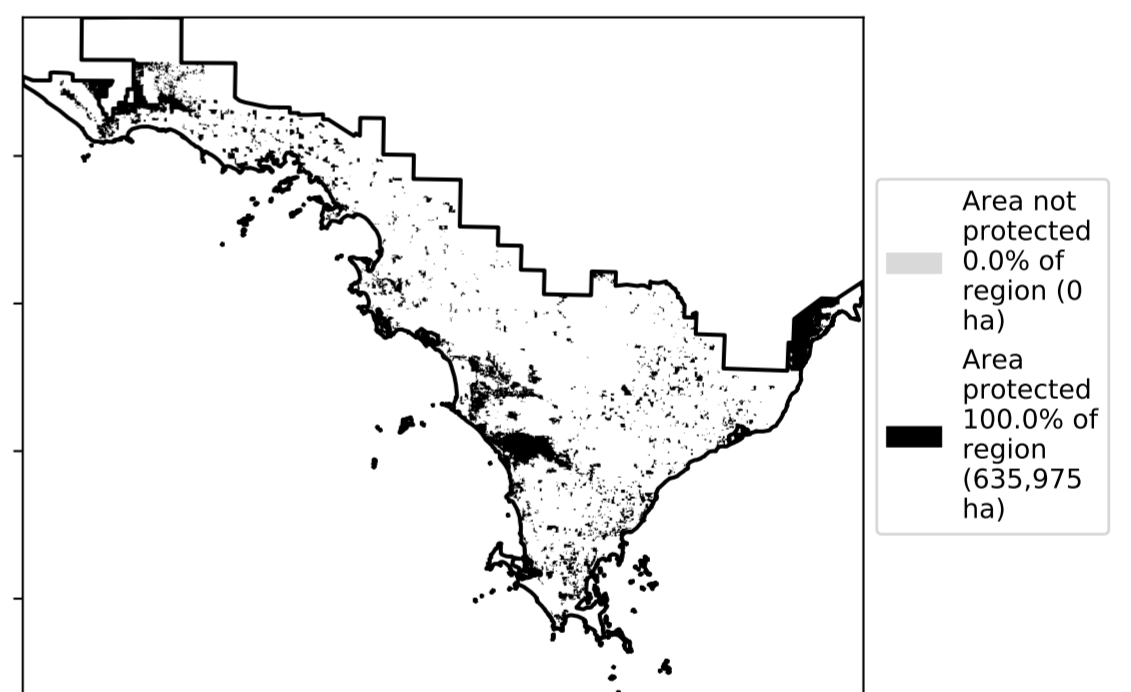 Area not
protected
0.0% of
region (0
ha)
Area
protected
100.0% of
region
(635,975
ha)